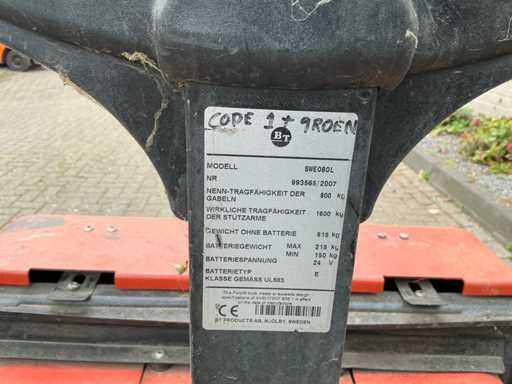 CODE 1 + GROEN
BT
MODELL SWE080L
NR. 993565/2007
NENN-TRAGFÄHIGKEIT DER GABELN 800 kg
WIRKLICHE TRAGFÄHIGKEIT DER STÜTZARME 1600 kg
GEWICHT OHNE BATTERIE 515 kg
BATTERIEGEWICHT MAX 215 kg
MIN 150 kg
BATTERIESPANNUNG 24 V
BATTERIETYP E
KLASSE GEMÄSS UL583
CE
BT PRODUCTS AB, MJÖLBY, SWEDEN